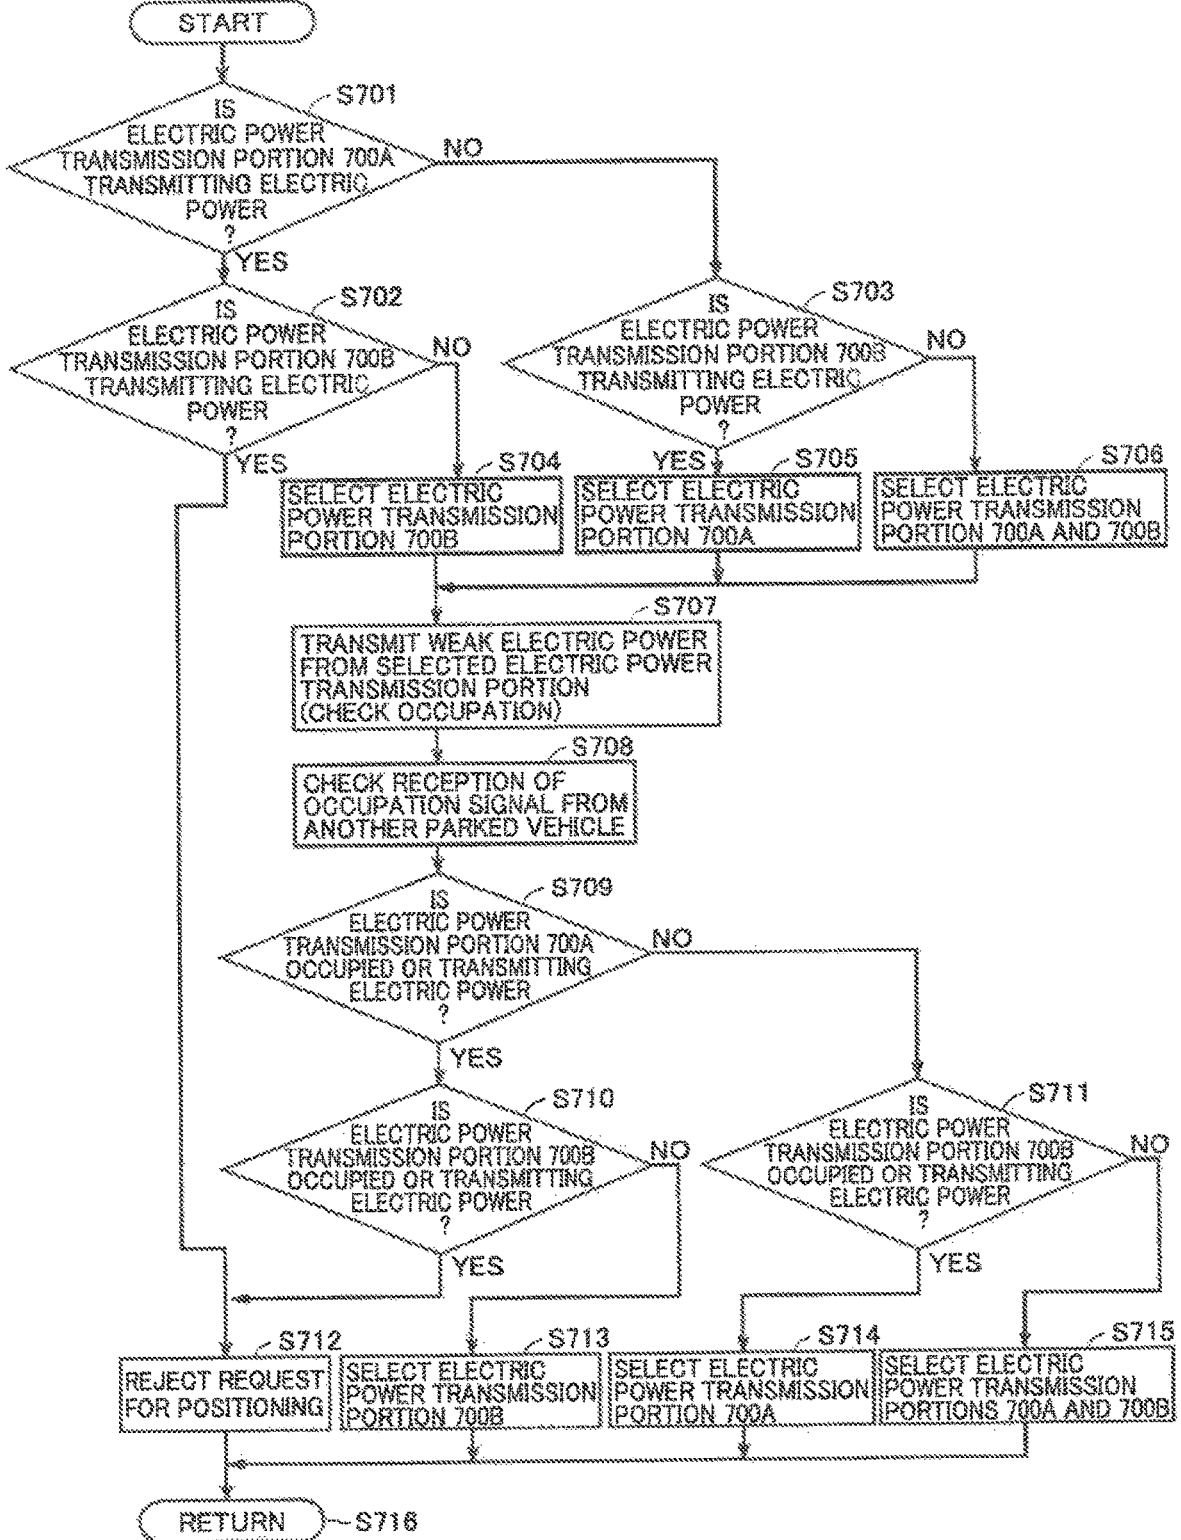 START
S701
IS
ELECTRIC POWER
TRANSMISSION PORTION 700A
TRANSMITTING ELECTRIC
POWER
?
NO
YES
S702
IS
ELECTRIC POWER
TRANSMISSION PORTION 700B
TRANSMITTING ELECTRIC
POWER
?
NO
YES
S703
IS
ELECTRIC POWER
TRANSMISSION PORTION 700B
TRANSMITTING ELECTRIC
POWER
?
NO
YES
S704
SELECT ELECTRIC
POWER TRANSMISSION
PORTION 700B
S705
SELECT ELECTRIC
POWER TRANSMISSION
PORTION 700A
S706
SELECT ELECTRIC
POWER TRANSMISSION
PORTION 700A AND 700B
S707
TRANSMIT WEAK ELECTRIC POWER
FROM SELECTED ELECTRIC POWER
TRANSMISSION PORTION
(CHECK OCCUPATION)
S708
CHECK RECEPTION OF
OCCUPATION SIGNAL FROM
ANOTHER PARKED VEHICLE
S709
IS
ELECTRIC POWER
TRANSMISSION PORTION 700A
OCCUPIED OR TRANSMITTING
ELECTRIC POWER
?
NO
YES
S710
IS
ELECTRIC POWER
TRANSMISSION PORTION 700B
OCCUPIED OR TRANSMITTING
ELECTRIC POWER
?
NO
YES
S711
IS
ELECTRIC POWER
TRANSMISSION PORTION 700B
OCCUPIED OR TRANSMITTING
ELECTRIC POWER
?
NO
YES
S712
REJECT REQUEST
FOR POSITIONING
S713
SELECT ELECTRIC
POWER TRANSMISSION
PORTION 700B
S714
SELECT ELECTRIC
POWER TRANSMISSION
PORTION 700A
S715
SELECT ELECTRIC
POWER TRANSMISSION
PORTIONS 700A AND 700B
RETURN
S716